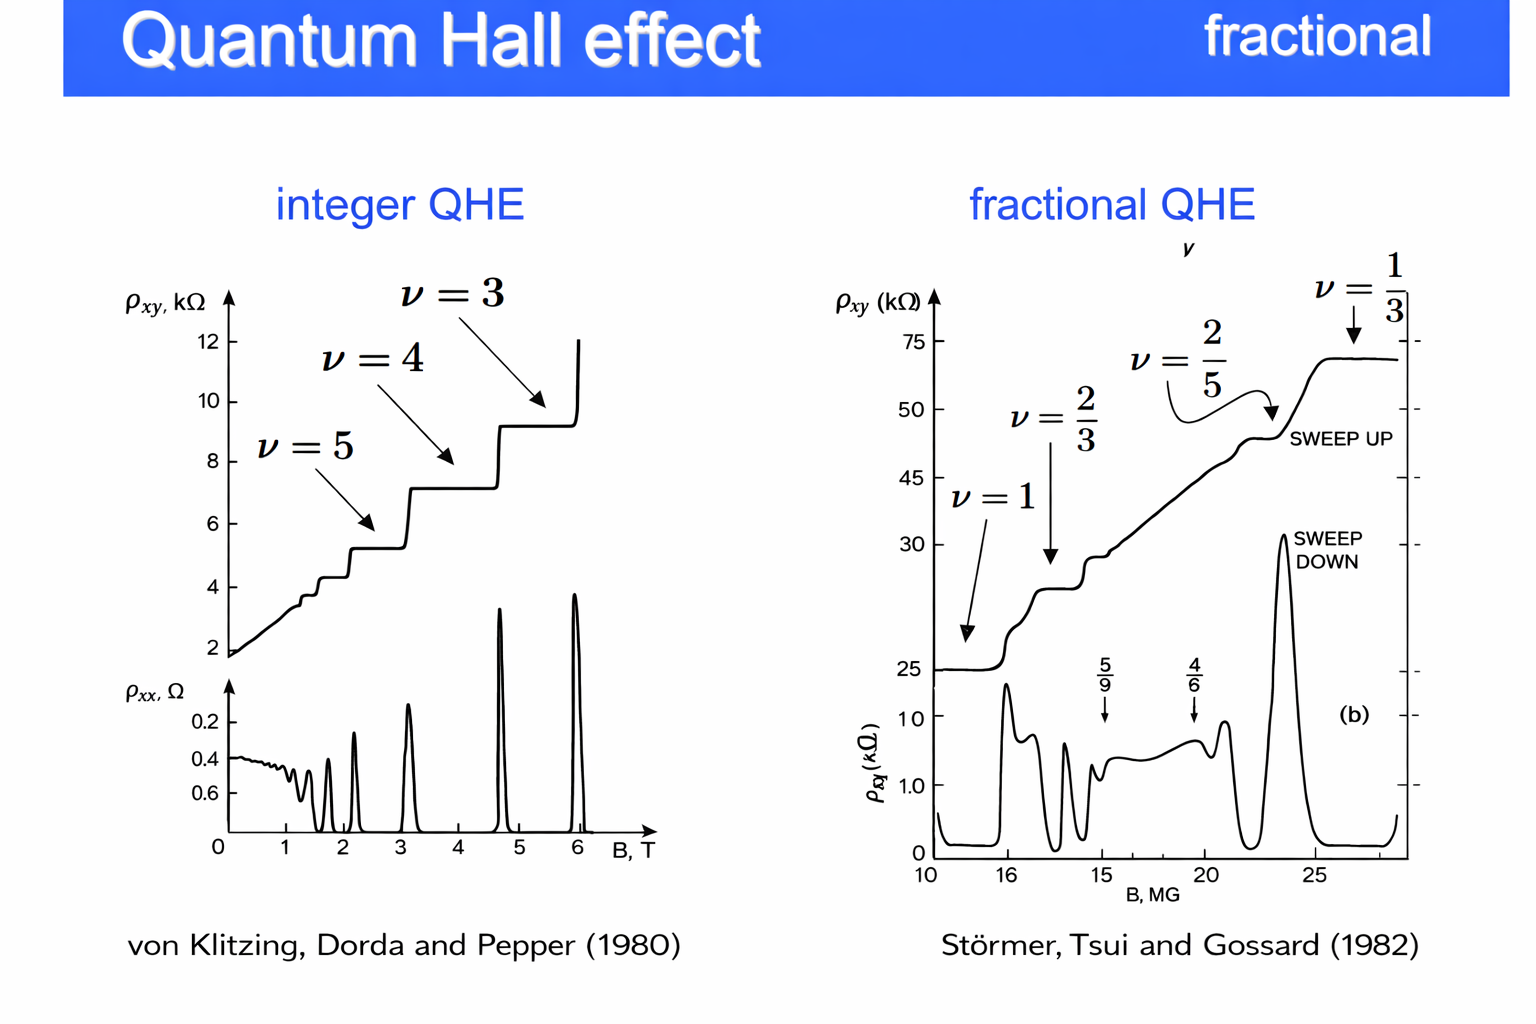 Quantum Hall effect
fractional
integer QHE
fractional QHE
ν
ρxy, kΩ
12
10
8
6
4
2
ν = 3
ν = 4
ν = 5
ρxx, Ω
0.2
0.4
0.6
0 1 2 3 4 5 6 B, T
von Klitzing, Dorda and Pepper (1980)
ρxy (kΩ)
75
50
45
30
25
ν = 1/3
ν = 2/5
ν = 2/3
ν = 1
SWEEP UP
SWEEP
DOWN
5/9
4/6
(b)
(kΩ)
10
1.0
0
10 16 15 20 25
B, MG
Störmer, Tsui and Gossard (1982)